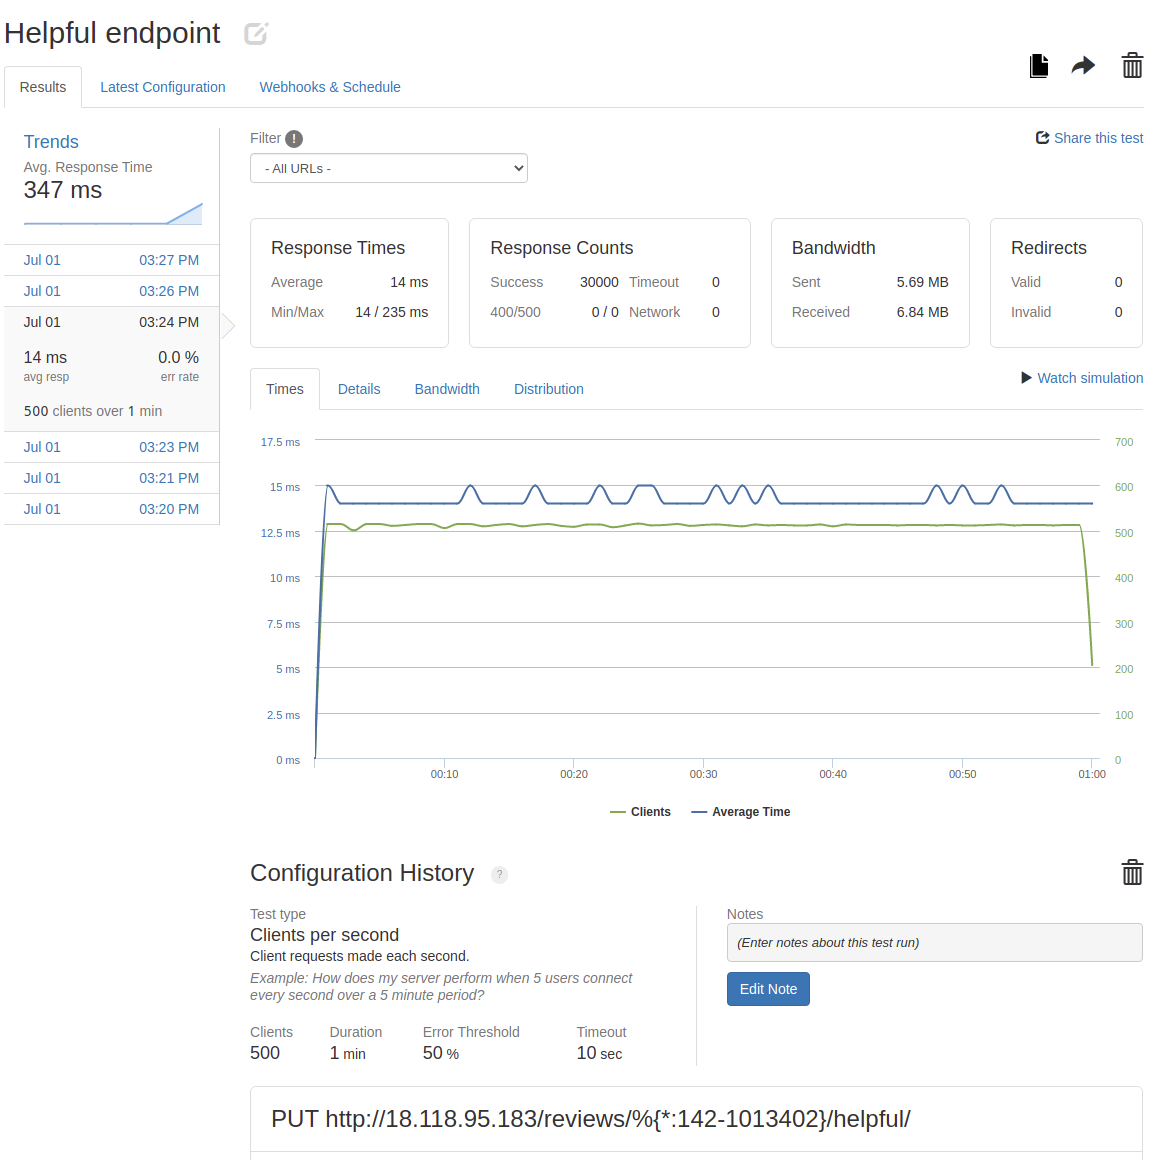 Helpful endpoint
Results
Latest Configuration
Webhooks & Schedule
Trends
Avg. Response Time
347 ms
Jul 01 03:27 PM
Jul 01 03:26 PM
Jul 01 03:24 PM
14 ms 0.0 %
avg resp err rate
500 clients over 1 min
Jul 01 03:23 PM
Jul 01 03:21 PM
Jul 01 03:20 PM
Filter !
Share this test
- All URLs -
Response Times
Average 14 ms
Min/Max 14 / 235 ms
Response Counts
Success 30000 Timeout 0
400/500 0 / 0 Network 0
Bandwidth
Sent 5.69 MB
Received 6.84 MB
Redirects
Valid 0
Invalid 0
Times
Details
Bandwidth
Distribution
Watch simulation
17.5 ms 700
15 ms 600
12.5 ms 500
10 ms 400
7.5 ms 300
5 ms 200
2.5 ms 100
0 ms 0
00:10 00:20 00:30 00:40 00:50 01:00
Clients Average Time
Configuration History ?
Test type
Clients per second
Client requests made each second.
Example: How does my server perform when 5 users connect
every second over a 5 minute period?
Clients Duration Error Threshold Timeout
500 1 min 50 % 10 sec
Notes
(Enter notes about this test run)
Edit Note
PUT http://18.118.95.183/reviews/%{*:142-1013402}/helpful/